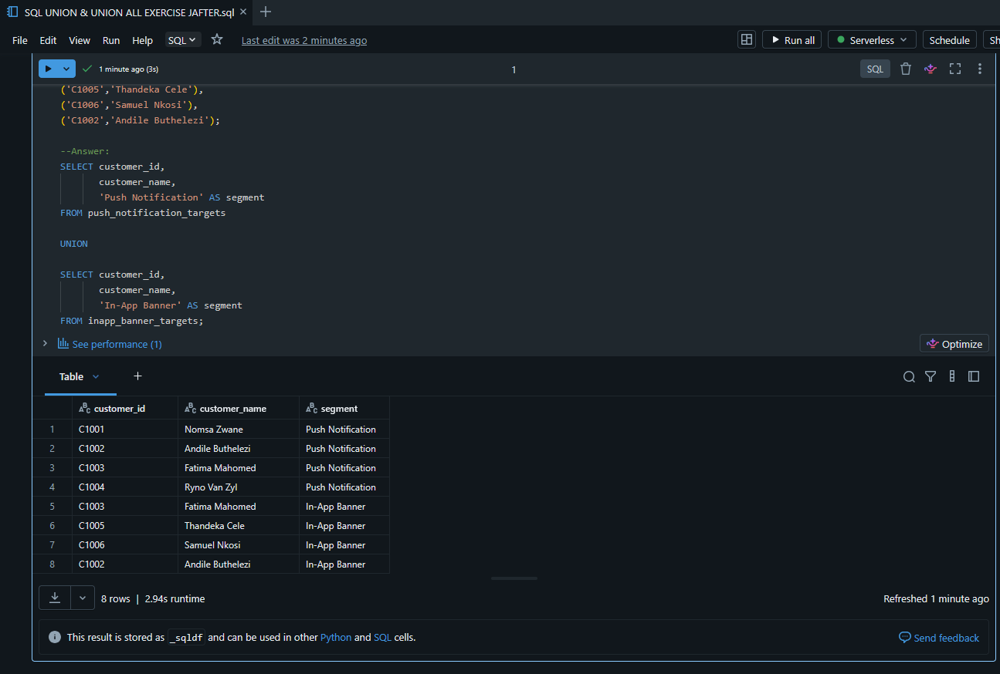 SQL UNION & UNION ALL EXERCISE JAFTER.sql
File Edit View Run Help SQL Last edit was 2 minutes ago Run all Serverless Schedule Sh
1 minute ago (3s) 1 SQL
('C1005','Thandeka Cele'),
('C1006','Samuel Nkosi'),
('C1002','Andile Buthelezi');
--Answer:
SELECT customer_id,
customer_name,
'Push Notification' AS segment
FROM push_notification_targets
UNION
SELECT customer_id,
customer_name,
'In-App Banner' AS segment
FROM inapp_banner_targets;
See performance (1) Optimize
Table
customer_id customer_name segment
1 C1001 Nomsa Zwane Push Notification
2 C1002 Andile Buthelezi Push Notification
3 C1003 Fatima Mahomed Push Notification
4 C1004 Ryno Van Zyl Push Notification
5 C1003 Fatima Mahomed In-App Banner
6 C1005 Thandeka Cele In-App Banner
7 C1006 Samuel Nkosi In-App Banner
8 C1002 Andile Buthelezi In-App Banner
8 rows | 2.94s runtime Refreshed 1 minute ago
This result is stored as _sqldf and can be used in other Python and SQL cells. Send feedback